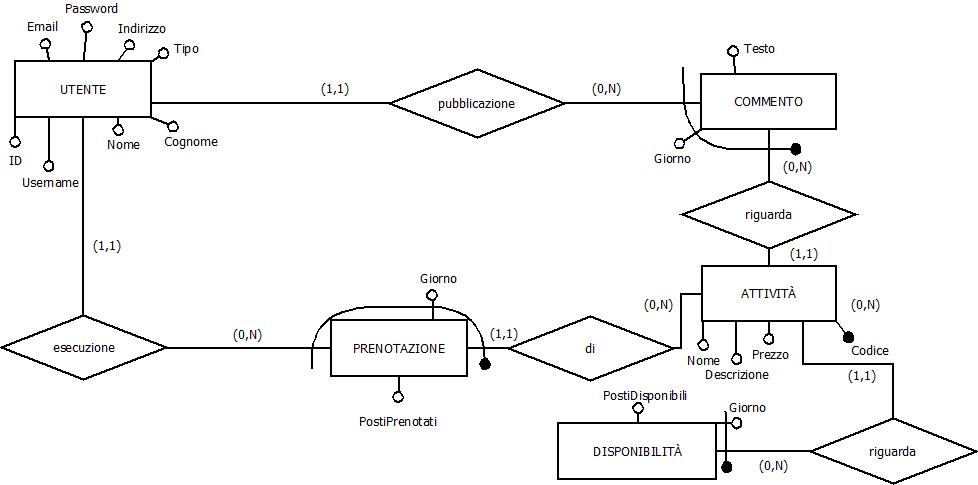 Password
Email
Indirizzo
Tipo
UTENTE
ID
Username
Nome
Cognome
(1,1)
pubblicazione
(0,N)
Testo
COMMENTO
Giorno
(0,N)
riguarda
(1,1)
(1,1)
esecuzione
(0,N)
Giorno
PRENOTAZIONE
PostiPrenotati
(1,1)
di
(0,N)
ATTIVITÀ
(0,N)
Nome
Descrizione
Prezzo
Codice
(1,1)
PostiDisponibili
Giorno
DISPONIBILITÀ
(0,N)
riguarda